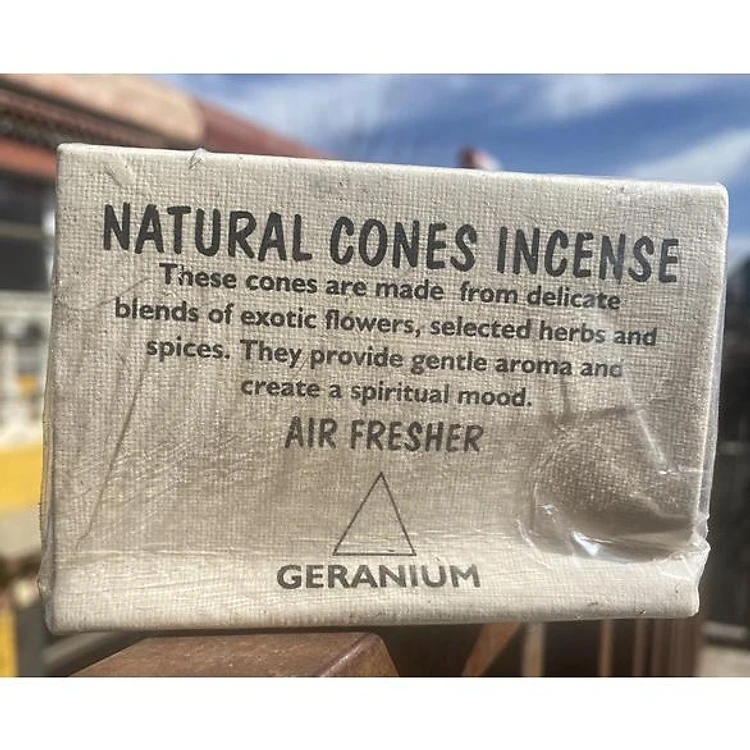 NATURAL CONES INCENSE
These cones are made from delicate
blends of exotic flowers, selected herbs and
spices. They provide gentle aroma and
create a spiritual mood.
AIR FRESHER
GERANIUM